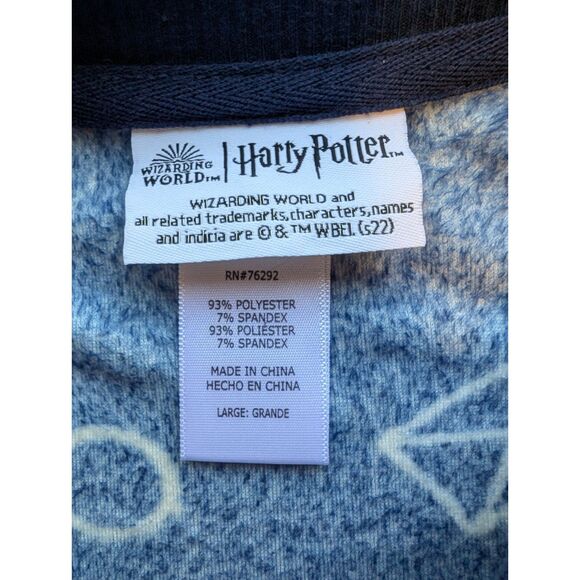 WIZARDING WORLD™ | Harry Potter™
WIZARDING WORLD and
all related trademarks, characters, names
and indicia are © & ™ WBEI. (s22)
RN#76292
93% POLYESTER
7% SPANDEX
93% POLIÉSTER
7% SPANDEX
MADE IN CHINA
HECHO EN CHINA
LARGE: GRANDE